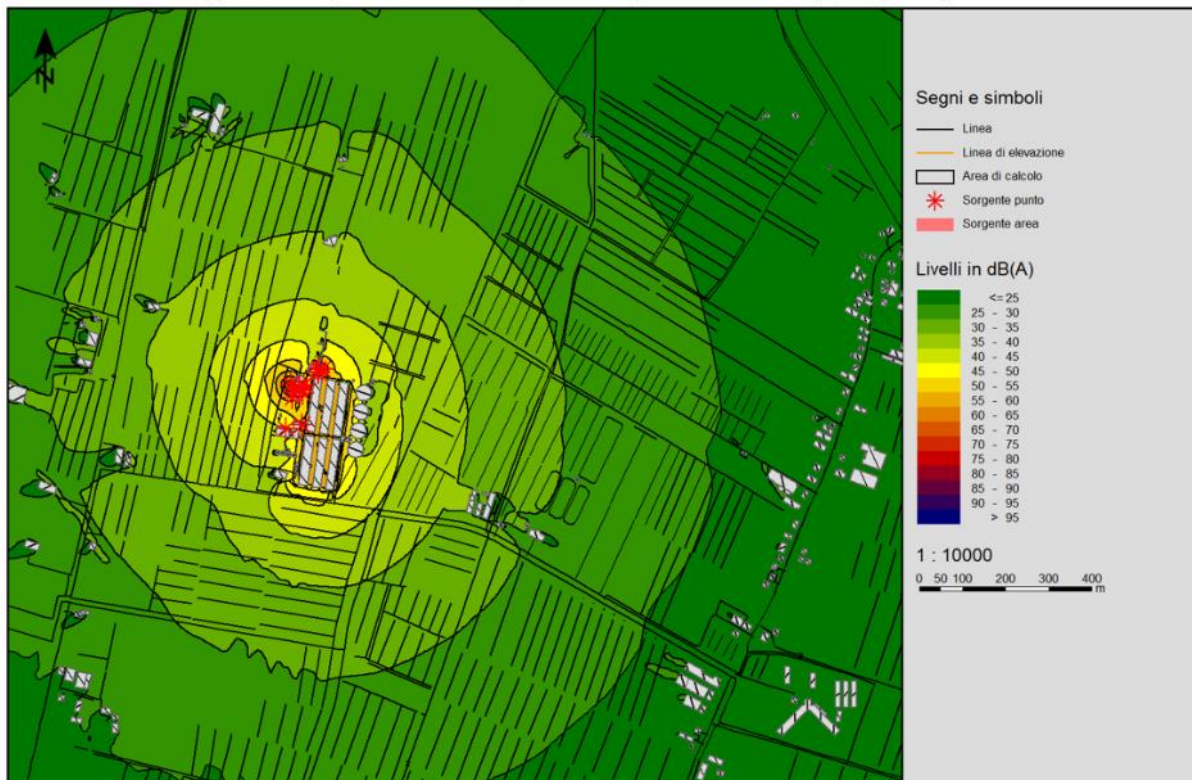 N
Segni e simboli
Linea
Linea di elevazione
Area di calcolo
Sorgente punto
Sorgente area
Livelli in dB(A)
<= 25
25 - 30
30 - 35
35 - 40
40 - 45
45 - 50
50 - 55
55 - 60
60 - 65
65 - 70
70 - 75
75 - 80
80 - 85
85 - 90
90 - 95
> 95
1 : 10000
0 50 100 200 300 400
m